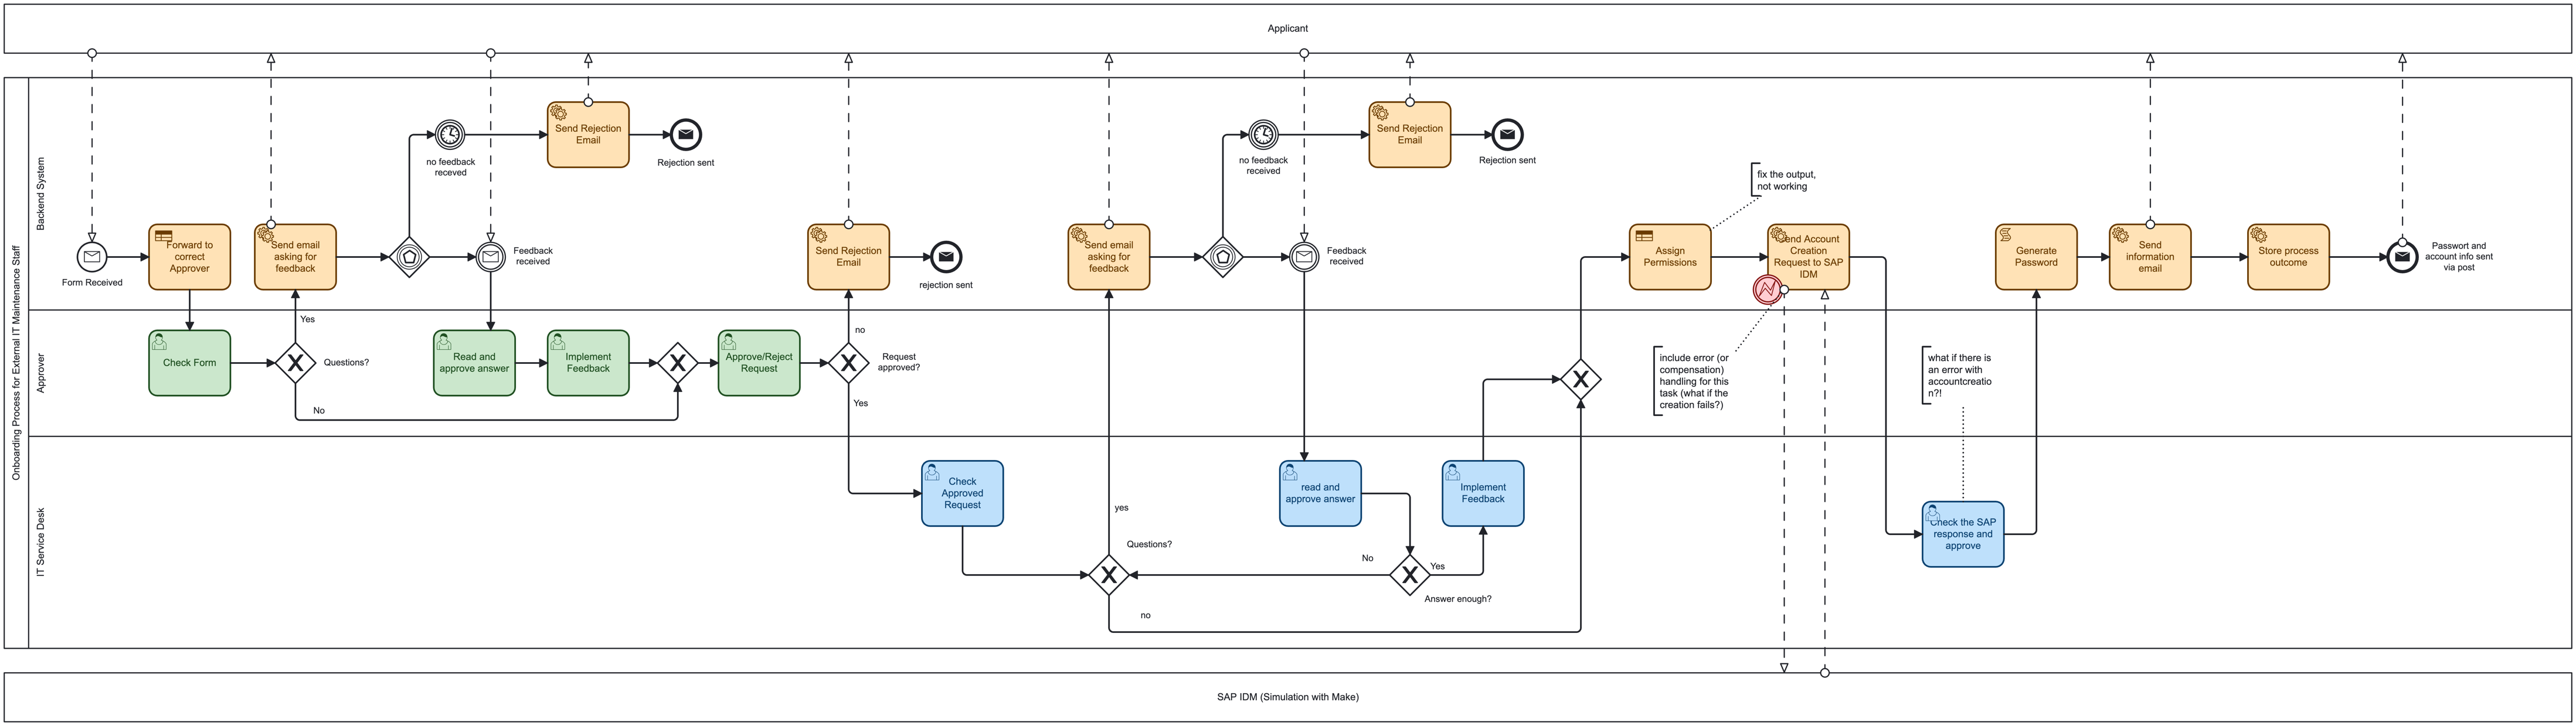 Applicant
Onboarding Process for External IT Maintenance Staff
Backend System
Form Received
Forward to
correct
Approver
Send email
asking for
feedback
no feedback
receved
Send Rejection
Email
Rejection sent
Feedback
received
Send Rejection
Email
rejection sent
Send email
asking for
feedback
no feedback
received
Send Rejection
Email
Rejection sent
Feedback
received
fix the output,
not working
Assign
Permissions
Send Account
Creation
Request to SAP
IDM
Generate
Password
Send
information
email
Store process
outcome
Passwort and
account info sent
via post
Approver
Check Form
Yes
Questions?
No
Read and
approve answer
Implement
Feedback
Approve/Reject
Request
no
Request
approved?
Yes
include error (or
compensation)
handling for this
task (what if the
creation fails?)
what if there is
an error with
accountcreatio
n?!
IT Service Desk
Check
Approved
Request
yes
Questions?
no
read and
approve answer
No
Yes
Answer enough?
Implement
Feedback
Check the SAP
response and
approve
SAP IDM (Simulation with Make)